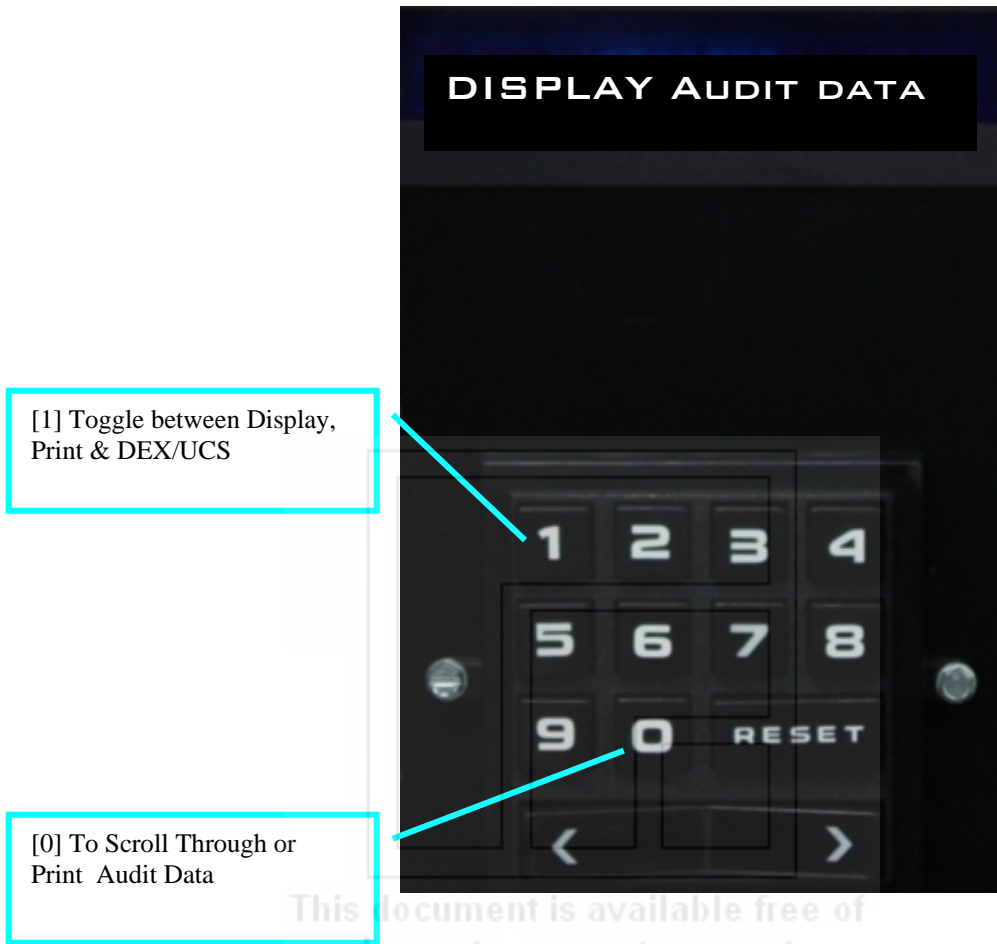 DISPLAY AUDIT DATA
[1] Toggle between Display,
Print & DEX/UCS
1 2 3 4
5 6 7 8
9 0 RESET
< >
[0] To Scroll Through or
Print Audit Data
This document is available free of